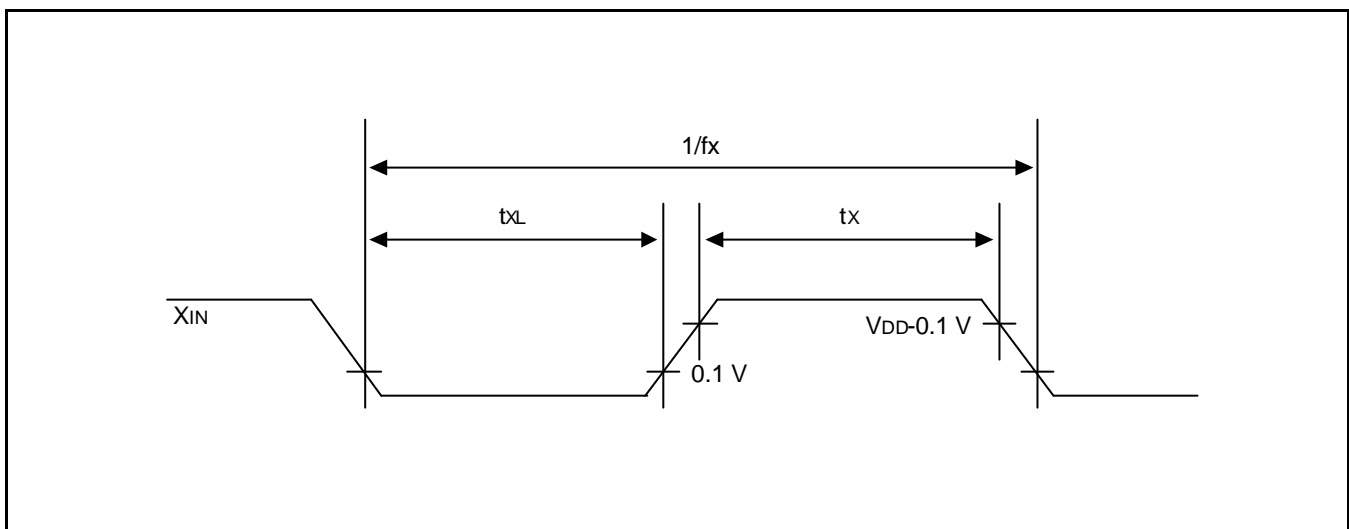 1/fx
tXL
tX
XIN
VDD-0.1 V
0.1 V